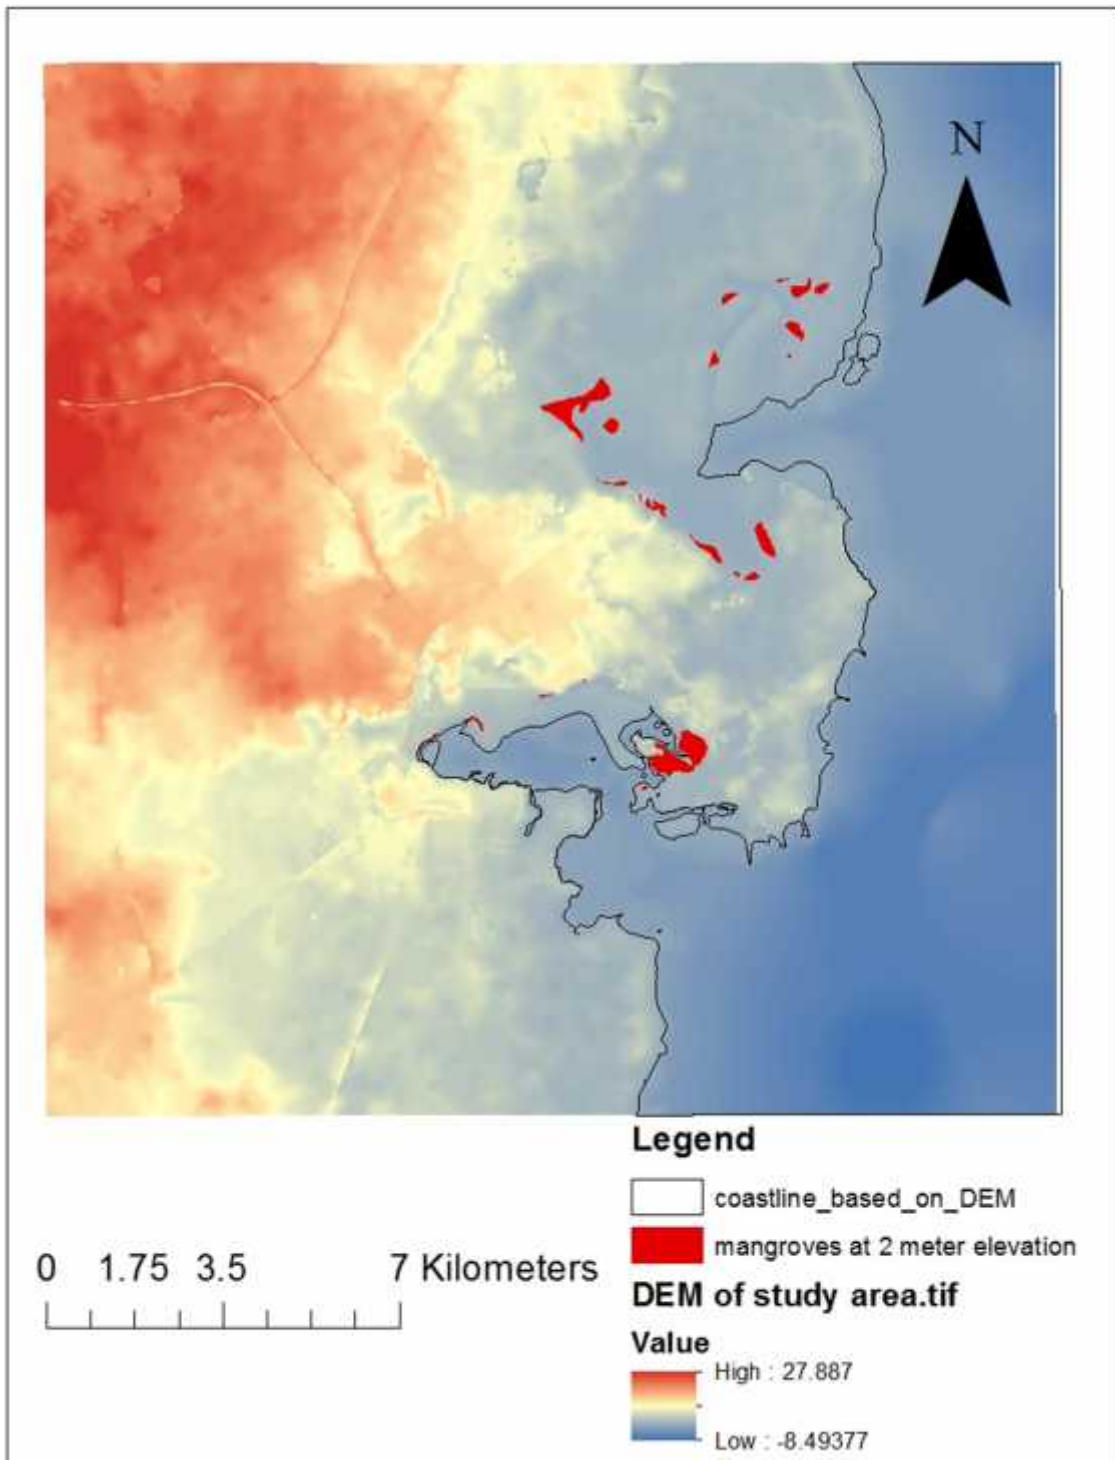 N
Legend
coastline_based_on_DEM
mangroves at 2 meter elevation
DEM of study area.tif
Value
High : 27.887
Low : -8.49377
0 1.75 3.5 7 Kilometers